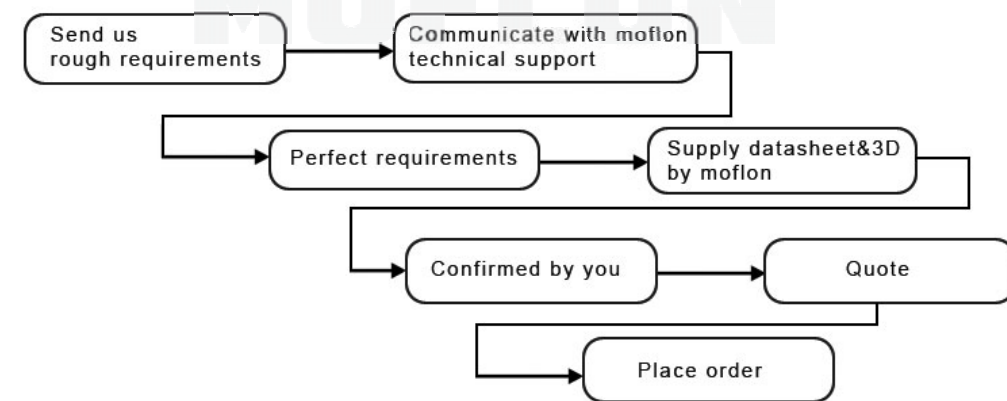 MOFLON
Send us
rough requirements
Communicate with moflon
technical support
Perfect requirements
Supply datasheet&3D
by moflon
Confirmed by you
Quote
Place order